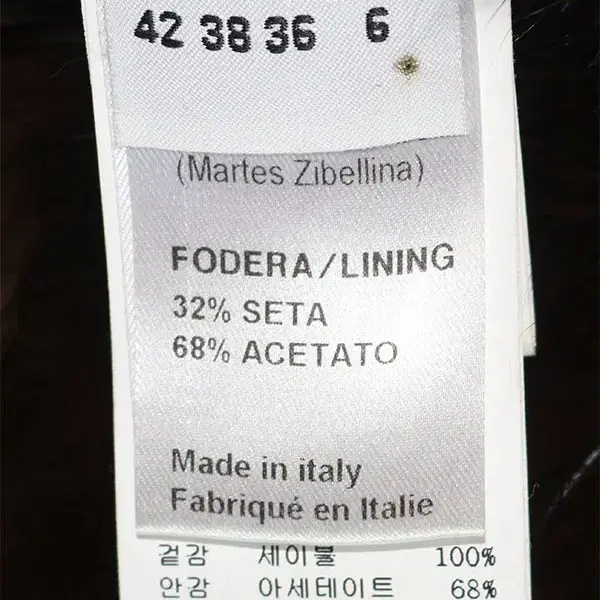 42 38 36 6
(Martes Zibellina)
FODERA/LINING
32% SETA
68% ACETATO
Made in italy
Fabriqué en Italie
겉감 세이블 100%
안감 아세테이트 68%